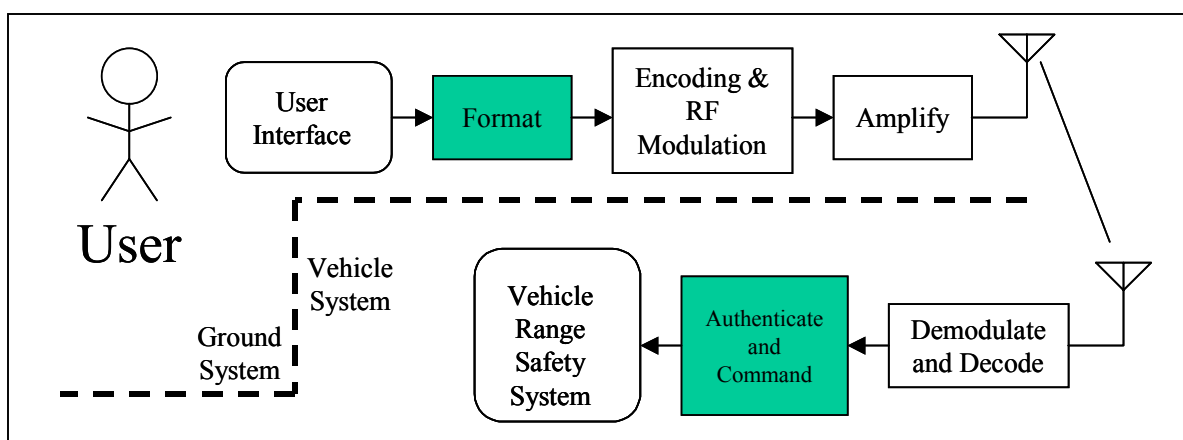 User
Interface
Format
Encoding &
RF
Modulation
Amplify
User
Vehicle
System
Ground
System
Vehicle
Range
Safety
System
Authenticate
and
Command
Demodulate
and Decode